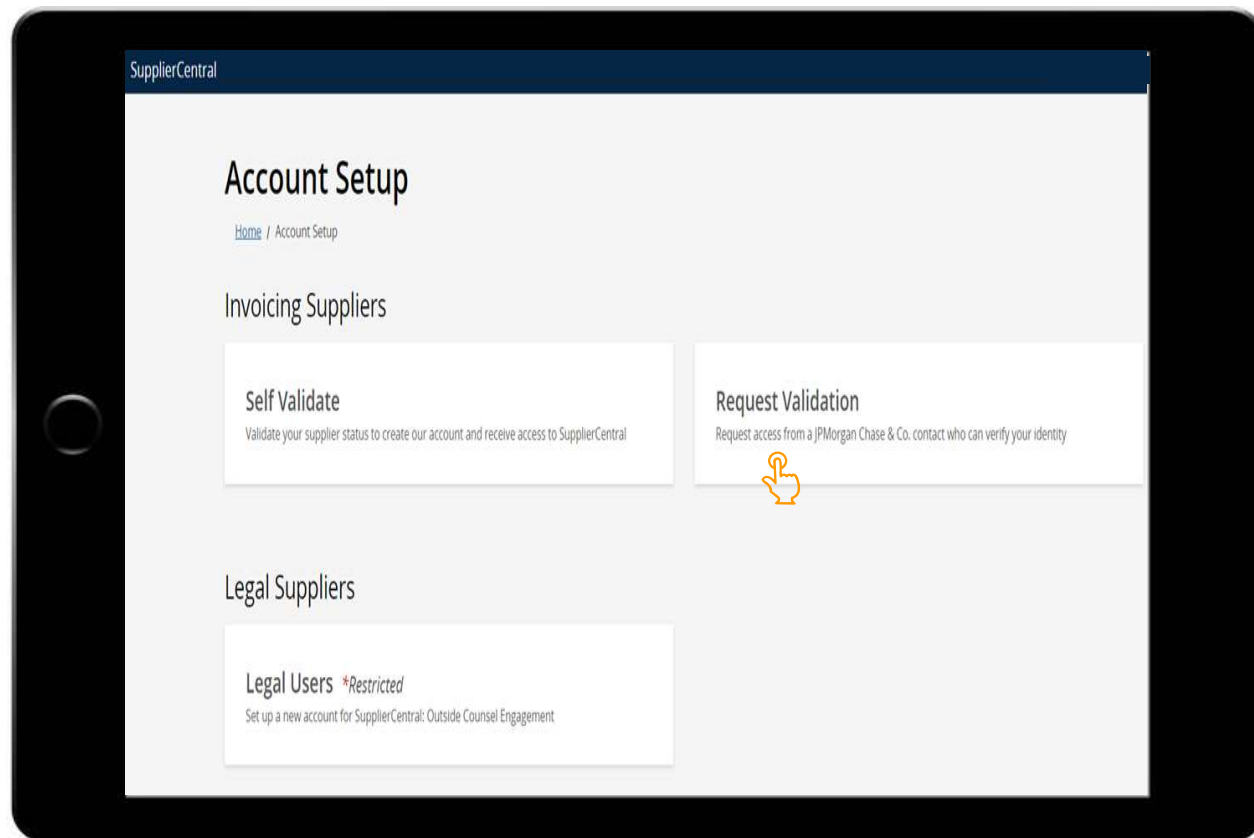 SupplierCentral
Account Setup
Home / Account Setup
Invoicing Suppliers
Self Validate
Validate your supplier status to create our account and receive access to SupplierCentral
Request Validation
Request access from a JPMorgan Chase & Co. contact who can verify your identity
Legal Suppliers
Legal Users *Restricted
Set up a new account for SupplierCentral: Outside Counsel Engagement